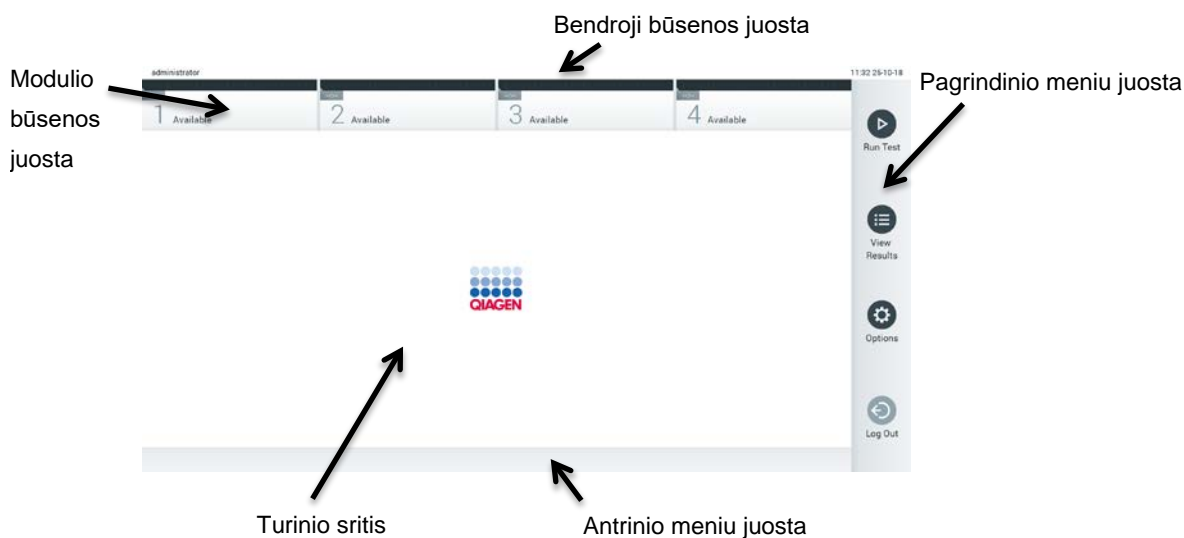 Bendroji būsenos juosta
Modulio
būsenos
juosta
Pagrindinio meniu juosta
administrator
11:32 26-10-18
1 Available
2 Available
3 Available
4 Available
Run Test
View
Results
Options
Log Out
QIAGEN
Turinio sritis
Antrinio meniu juosta